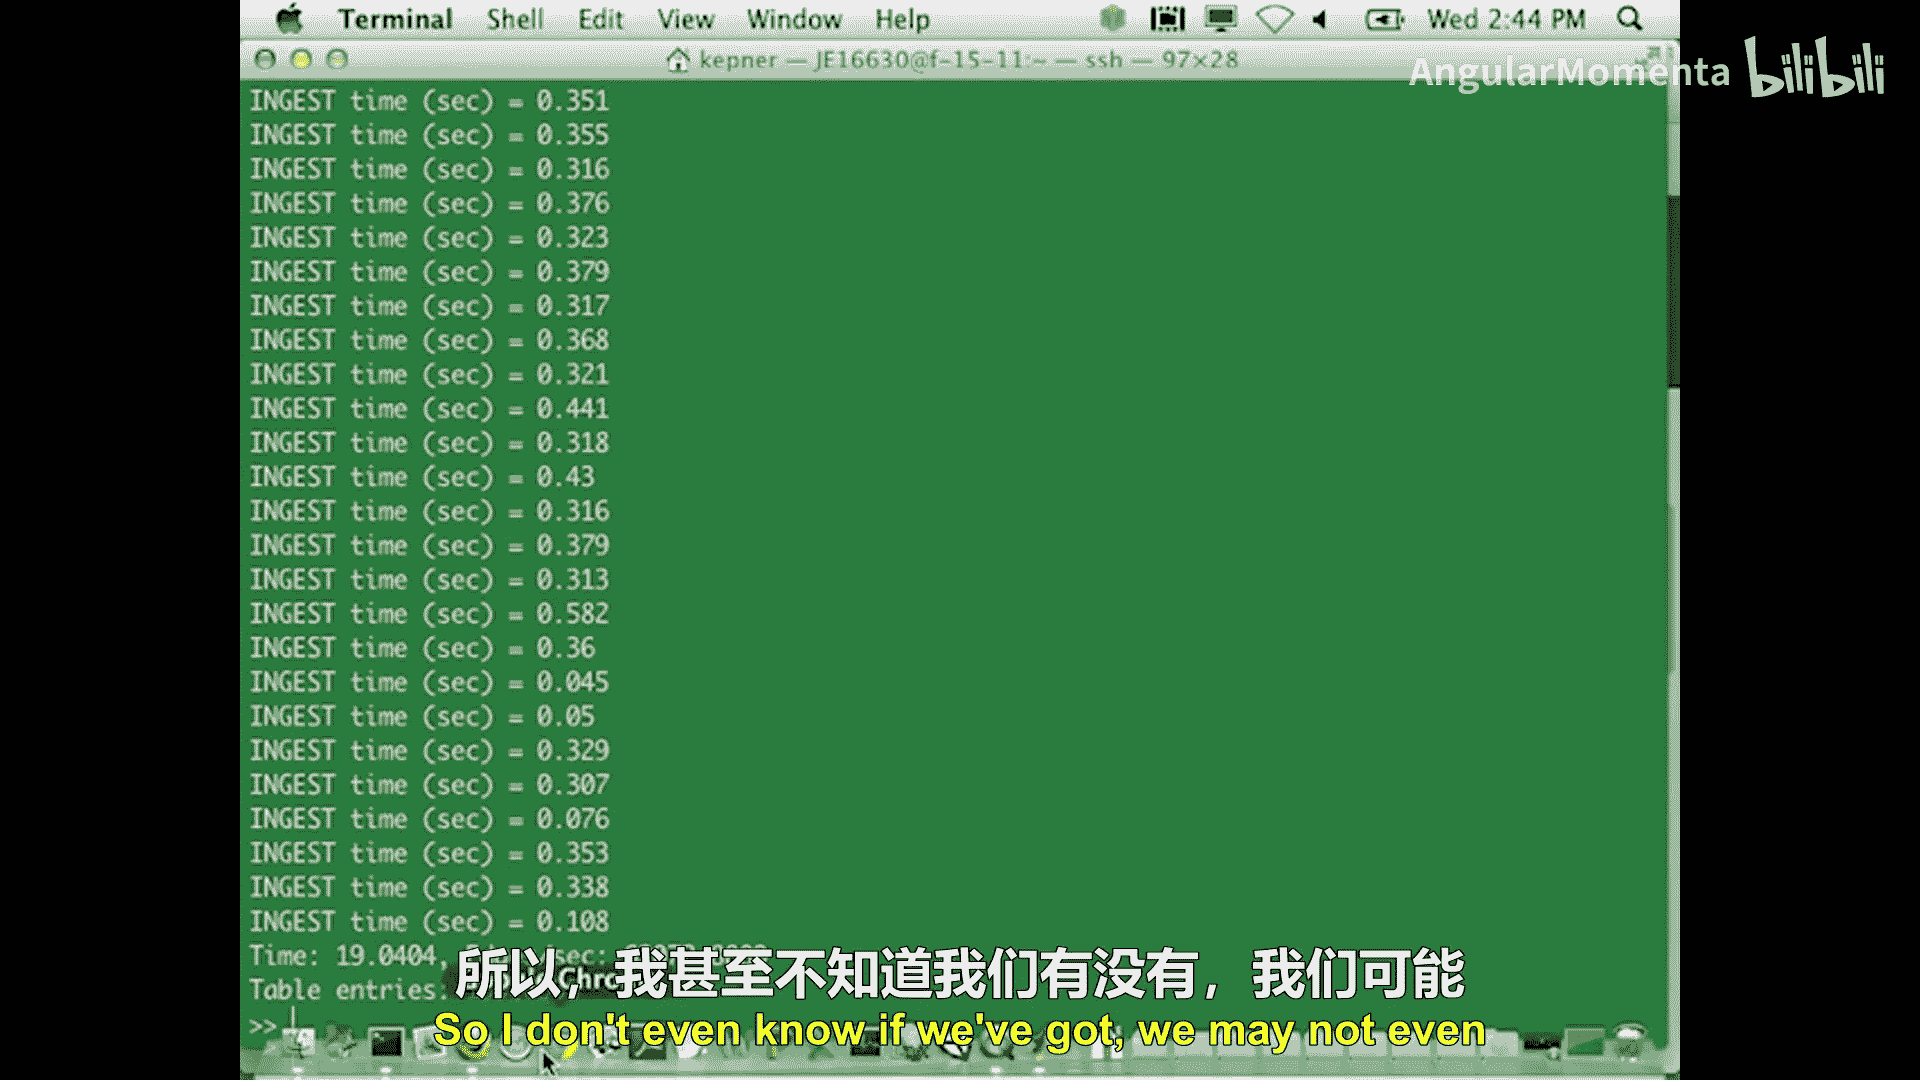 Terminal Shell Edit View Window Help Wed 2:44 PM
kepner — JE16630@f-15-11:~ — ssh — 97×28
AngularMomenta bilibili
INGEST time (sec) = 0.351
INGEST time (sec) = 0.355
INGEST time (sec) = 0.316
INGEST time (sec) = 0.376
INGEST time (sec) = 0.323
INGEST time (sec) = 0.379
INGEST time (sec) = 0.317
INGEST time (sec) = 0.368
INGEST time (sec) = 0.321
INGEST time (sec) = 0.441
INGEST time (sec) = 0.318
INGEST time (sec) = 0.43
INGEST time (sec) = 0.316
INGEST time (sec) = 0.379
INGEST time (sec) = 0.313
INGEST time (sec) = 0.582
INGEST time (sec) = 0.36
INGEST time (sec) = 0.045
INGEST time (sec) = 0.05
INGEST time (sec) = 0.329
INGEST time (sec) = 0.307
INGEST time (sec) = 0.076
INGEST time (sec) = 0.353
INGEST time (sec) = 0.338
INGEST time (sec) = 0.108
Time: 19.0404, sec:
Table entries:
>>
所以，我甚至不知道我们有没有，我们可能
So I don't even know if we've got, we may not even